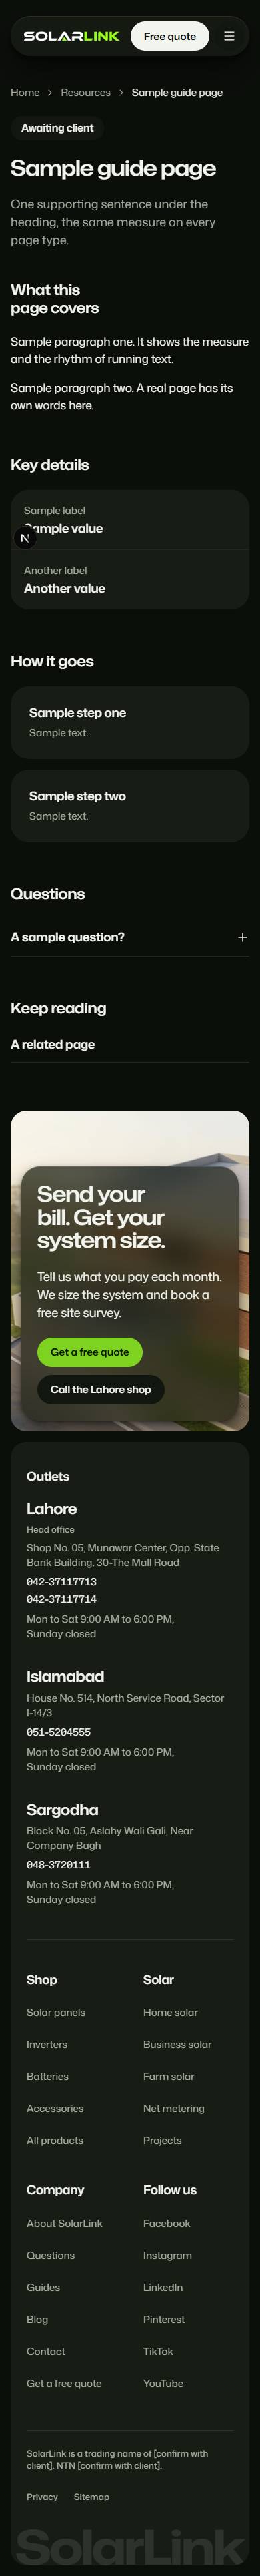 SOLARLINK
Free quote
Home > Resources > Sample guide page
Awaiting client
Sample guide page
One supporting sentence under the
heading, the same measure on every
page type.
What this
page covers
Sample paragraph one. It shows the measure
and the rhythm of running text.
Sample paragraph two. A real page has its
own words here.
Key details
Sample label
Sample value
N
Another label
Another value
How it goes
Sample step one
Sample text.
Sample step two
Sample text.
Questions
A sample question?
Keep reading
A related page
Send your
bill. Get your
system size.
Tell us what you pay each month.
We size the system and book a
free site survey.
Get a free quote
Call the Lahore shop
Outlets
Lahore
Head office
Shop No. 05, Munawar Center, Opp. State
Bank Building, 30-The Mall Road
042-37117713
042-37117714
Mon to Sat 9:00 AM to 6:00 PM,
Sunday closed
Islamabad
House No. 514, North Service Road, Sector
I-14/3
051-5204555
Mon to Sat 9:00 AM to 6:00 PM,
Sunday closed
Sargodha
Block No. 05, Aslahy Wali Gali, Near
Company Bagh
048-3720111
Mon to Sat 9:00 AM to 6:00 PM,
Sunday closed
Shop
Solar panels
Inverters
Batteries
Accessories
All products
Solar
Home solar
Business solar
Farm solar
Net metering
Projects
Company
About SolarLink
Questions
Guides
Blog
Contact
Get a free quote
Follow us
Facebook
Instagram
LinkedIn
Pinterest
TikTok
YouTube
SolarLink is a trading name of [confirm with
client]. NTN [confirm with client].
Privacy
Sitemap
SolarLink